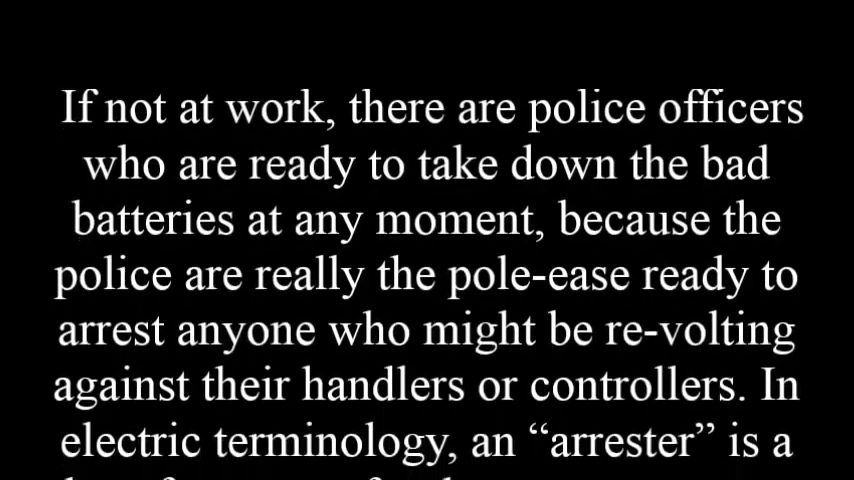 If not at work, there are police officers
who are ready to take down the bad
batteries at any moment, because the
police are really the pole-ease ready to
arrest anyone who might be re-volting
against their handlers or controllers. In
electric terminology, an “arrester” is a